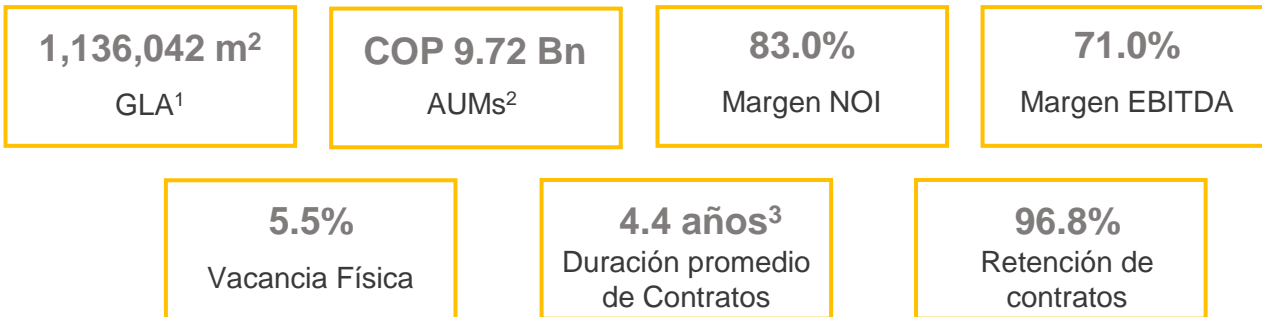 1,136,042 m²
GLA¹
COP 9.72 Bn
AUMs²
83.0%
Margen NOI
71.0%
Margen EBITDA
5.5%
Vacancia Física
4.4 años³
Duración promedio
de Contratos
96.8%
Retención de
contratos